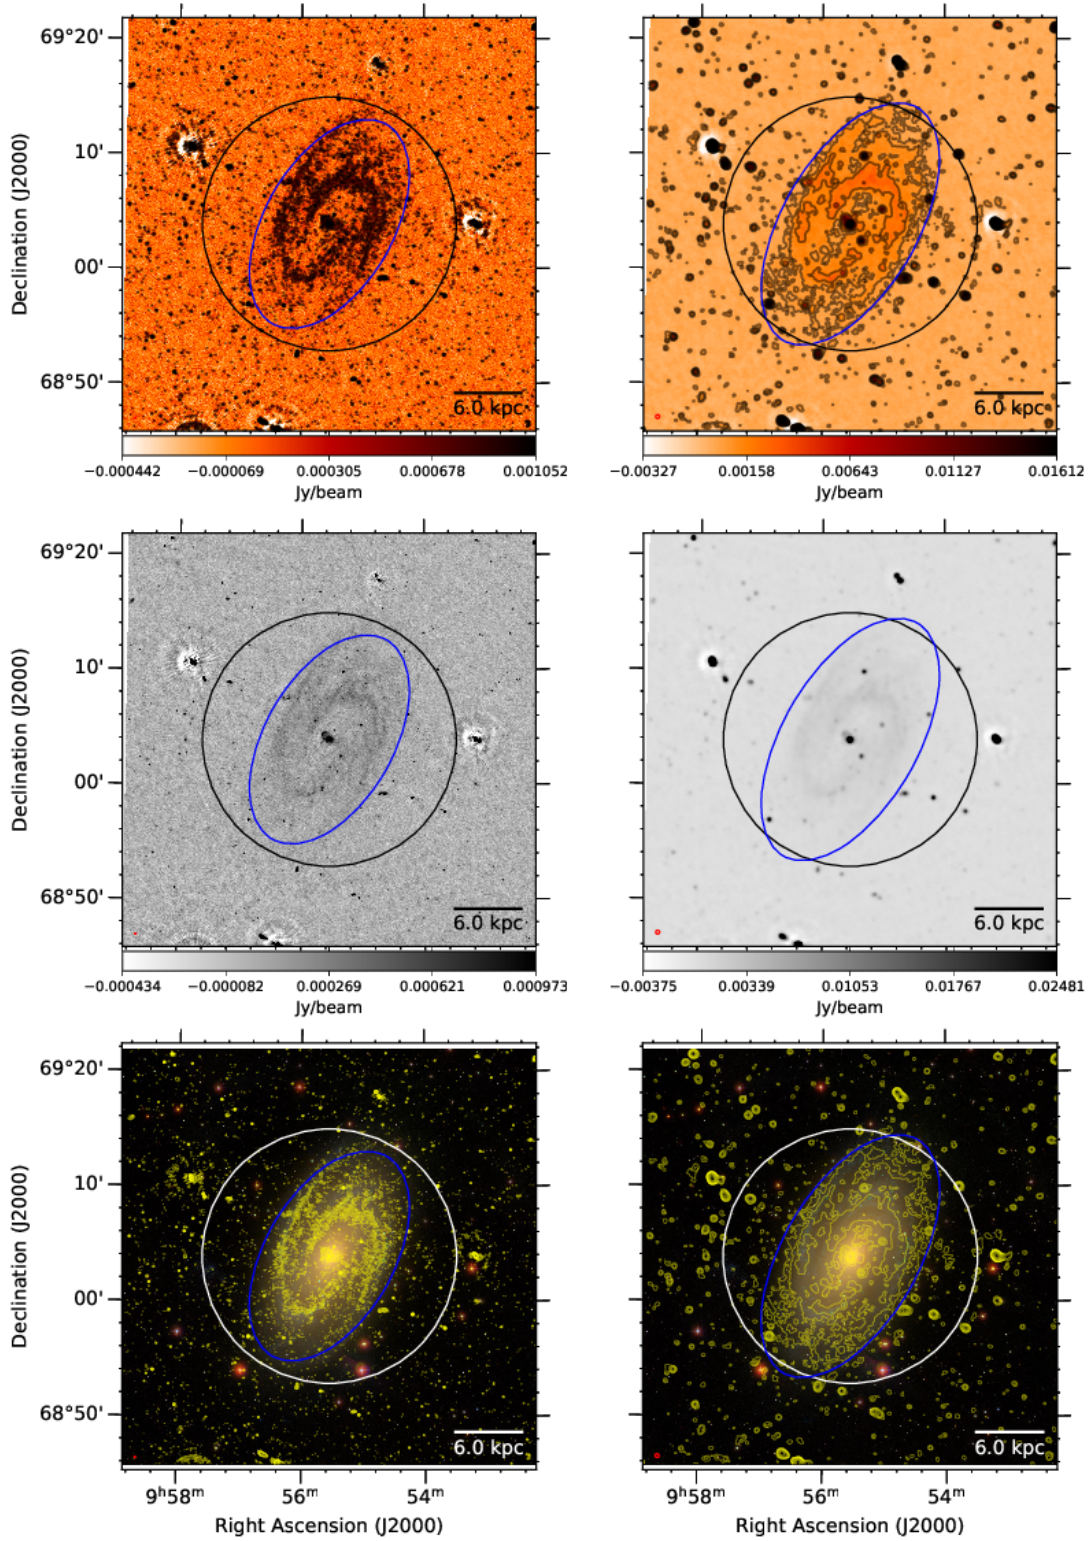 69°20'
10'
00'
68°50'
Declination (J2000)
6.0 kpc
6.0 kpc
−0.000442 −0.000069 0.000305 0.000678 0.001052
Jy/beam
−0.00327 0.00158 0.00643 0.01127 0.01612
Jy/beam
69°20'
10'
00'
68°50'
Declination (J2000)
6.0 kpc
6.0 kpc
−0.000434 −0.000082 0.000269 0.000621 0.000973
Jy/beam
−0.00375 0.00339 0.01053 0.01767 0.02481
Jy/beam
69°20'
10'
00'
68°50'
Declination (J2000)
6.0 kpc
6.0 kpc
9ʰ58ᵐ 56ᵐ 54ᵐ
Right Ascension (J2000)
9ʰ58ᵐ 56ᵐ 54ᵐ
Right Ascension (J2000)